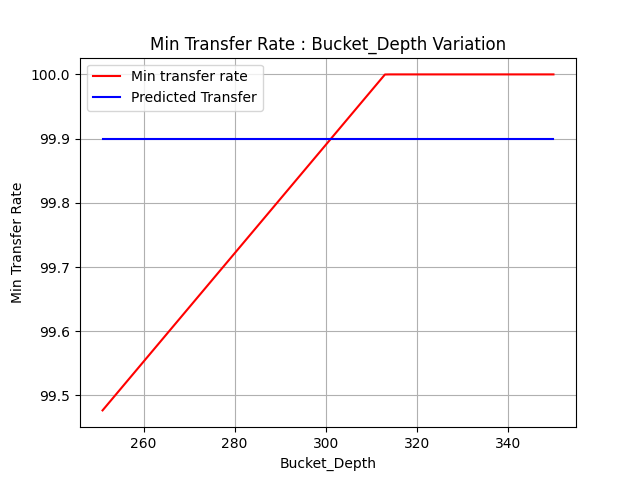 Min Transfer Rate : Bucket_Depth Variation
Min transfer rate
Predicted Transfer
100.0
99.9
99.8
99.7
99.6
99.5
Min Transfer Rate
260 280 300 320 340
Bucket_Depth